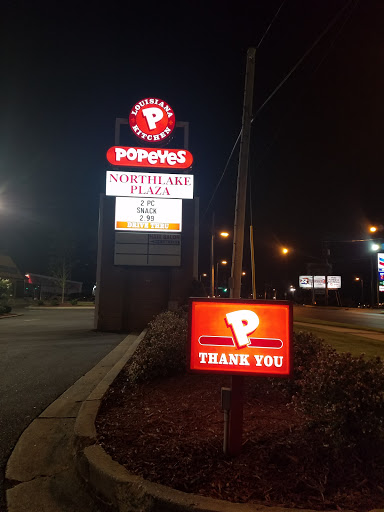 LOUISIANA
P
KITCHEN
POPEYES
NORTHLAKE
PLAZA
2 PC
SNACK
2.99
DRIVE THRU
P
THANK YOU